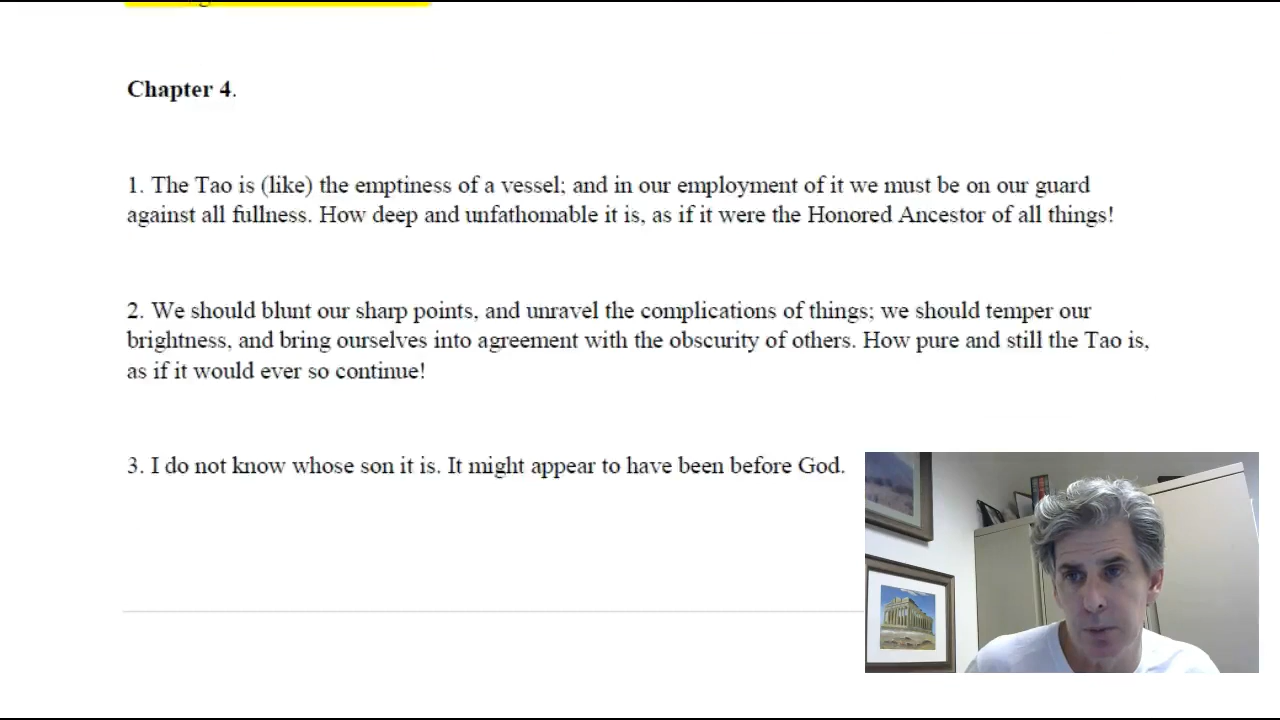 Chapter 4.
1. The Tao is (like) the emptiness of a vessel; and in our employment of it we must be on our guard
against all fullness. How deep and unfathomable it is, as if it were the Honored Ancestor of all things!
2. We should blunt our sharp points, and unravel the complications of things; we should temper our
brightness, and bring ourselves into agreement with the obscurity of others. How pure and still the Tao is,
as if it would ever so continue!
3. I do not know whose son it is. It might appear to have been before God.